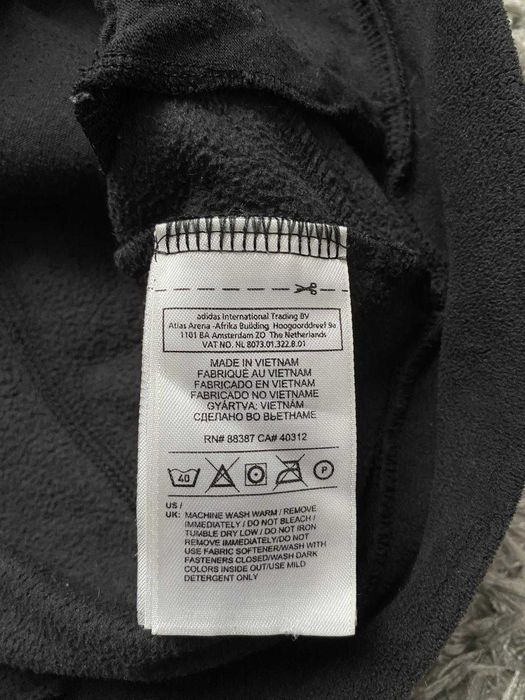 adidas International Trading BV
Atlas Arena -Afrika Building Hoogoorddreef 9a
1101 BA Amsterdam ZO The Netherlands
VAT NO. NL 8073.01.322.B.01
MADE IN VIETNAM
FABRIQUÉ AU VIETNAM
FABRICADO EN VIETNAM
FABRICADO NO VIETNAME
GYÁRTVA: VIETNÁM
СДЕЛАНО ВО ВЬЕТНАМЕ
RN# 88387 CA# 40312
40 P
US /
UK: MACHINE WASH WARM / REMOVE
IMMEDIATELY / DO NOT BLEACH /
TUMBLE DRY LOW / DO NOT IRON
REMOVE IMMEDIATELY/DO NOT
USE FABRIC SOFTENER/WASH WITH
FASTENERS CLOSED/WASH DARK
COLORS INSIDE OUT/USE MILD
DETERGENT ONLY